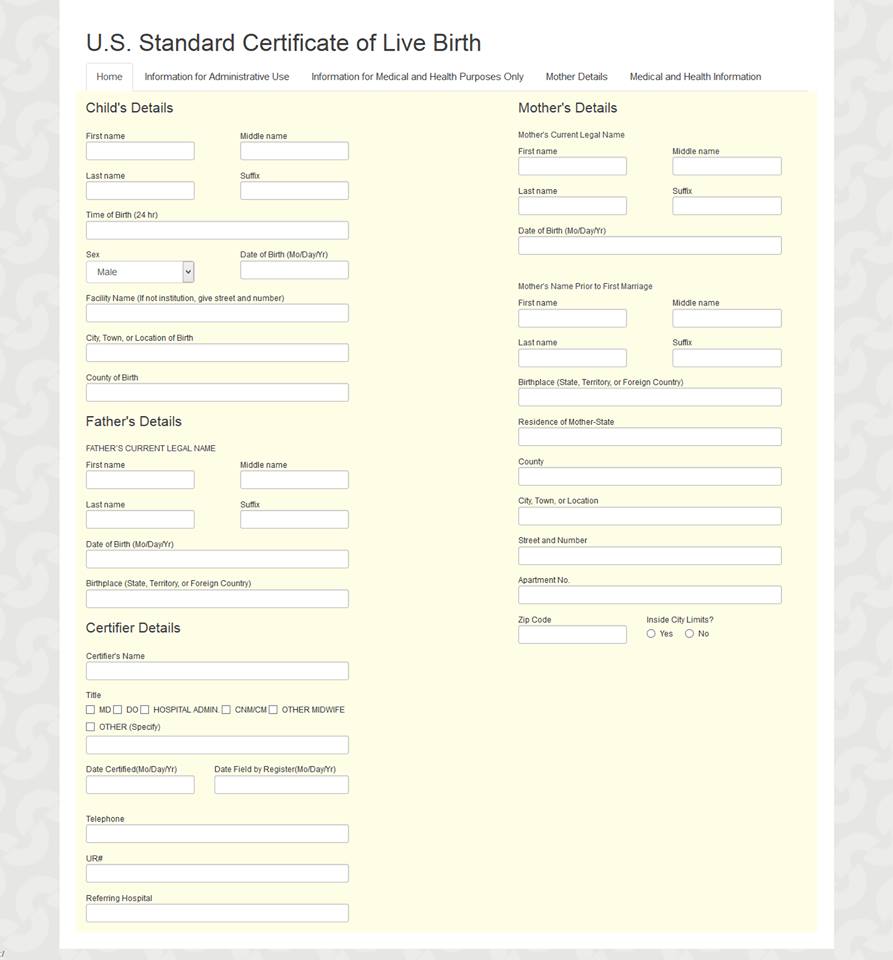 U.S. Standard Certificate of Live Birth
Home Information for Administrative Use Information for Medical and Health Purposes Only Mother Details Medical and Health Information
Child's Details
First name Middle name
Last name Suffix
Time of Birth (24 hr)
Sex Date of Birth (Mo/Day/Yr)
Male
Facility Name (If not institution, give street and number)
City, Town, or Location of Birth
County of Birth
Father's Details
FATHER'S CURRENT LEGAL NAME
First name Middle name
Last name Suffix
Date of Birth (Mo/Day/Yr)
Birthplace (State, Territory, or Foreign Country)
Certifier Details
Certifier's Name
Title
MD DO HOSPITAL ADMIN. CNM/CM OTHER MIDWIFE
OTHER (Specify)
Date Certified(Mo/Day/Yr) Date Field by Register(Mo/Day/Yr)
Telephone
UR#
Referring Hospital
Mother's Details
Mother's Current Legal Name
First name Middle name
Last name Suffix
Date of Birth (Mo/Day/Yr)
Mother's Name Prior to First Marriage
First name Middle name
Last name Suffix
Birthplace (State, Territory, or Foreign Country)
Residence of Mother-State
County
City, Town, or Location
Street and Number
Apartment No.
Zip Code Inside City Limits?
Yes No